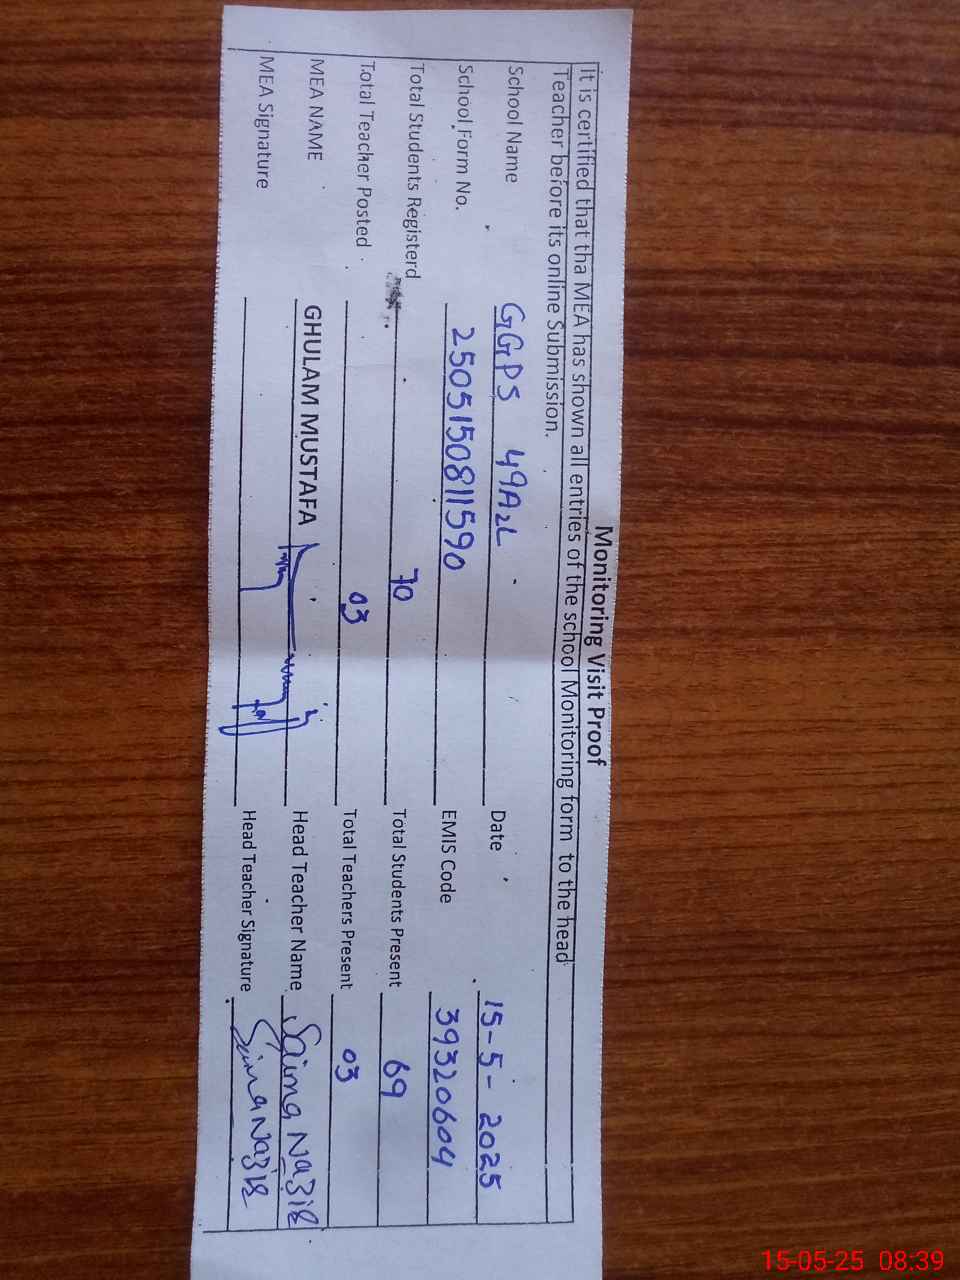 Monitoring Visit Proof
It is certified that tha MEA has shown all entries of the school Monitoring form to the head
Teacher before its online Submission.
School Name GGPS 49A2L Date 15-5-2025
School Form No. 2505150811590 EMIS Code 39320604
Total Students Registerd 70 Total Students Present 69
Total Teacher Posted 03 Total Teachers Present 03
MEA NAME GHULAM MUSTAFA Head Teacher Name Saima Nazir
MEA Signature Head Teacher Signature Saima Nazir
15-05-25 08:39